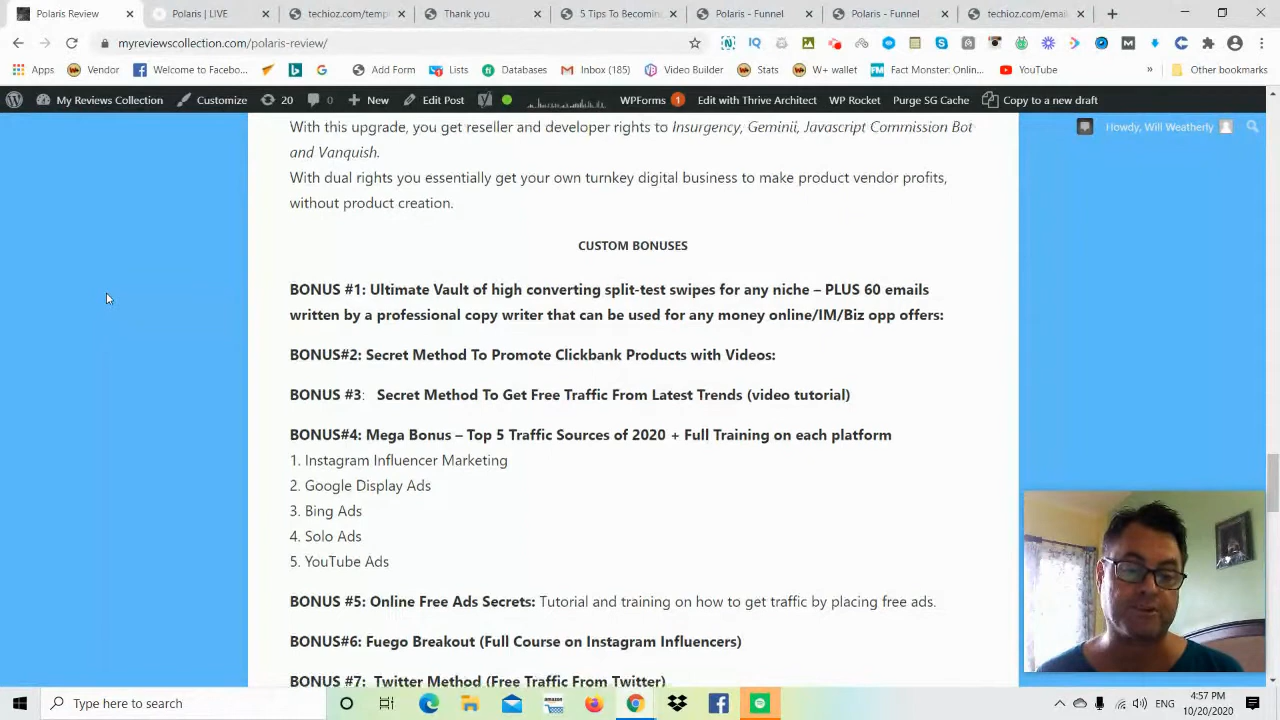 Polaris Review
Polaris | LIVE
techioz.com/temp
Thank you
5 Tips To Becomin
Polaris - Funnel
Polaris - Funnel
techioz.com/email
myreviewscollection.com/polaris-review/
Apps
Vendor
Welcome to Facebo...
Add Form
Lists
Databases
Inbox (185)
Video Builder
Stats
W+ wallet
Fact Monster: Onlin...
YouTube
»
Other bookmarks
My Reviews Collection
Customize
20
0
New
Edit Post
WPForms 1
Edit with Thrive Architect
WP Rocket
Purge SG Cache
Copy to a new draft
Howdy, Will Weatherly
With this upgrade, you get reseller and developer rights to Insurgency, Geminii, Javascript Commission Bot
and Vanquish.
With dual rights you essentially get your own turnkey digital business to make product vendor profits,
without product creation.
CUSTOM BONUSES
BONUS #1: Ultimate Vault of high converting split-test swipes for any niche – PLUS 60 emails
written by a professional copy writer that can be used for any money online/IM/Biz opp offers:
BONUS#2: Secret Method To Promote Clickbank Products with Videos:
BONUS #3: Secret Method To Get Free Traffic From Latest Trends (video tutorial)
BONUS#4: Mega Bonus – Top 5 Traffic Sources of 2020 + Full Training on each platform
1. Instagram Influencer Marketing
2. Google Display Ads
3. Bing Ads
4. Solo Ads
5. YouTube Ads
BONUS #5: Online Free Ads Secrets: Tutorial and training on how to get traffic by placing free ads.
BONUS#6: Fuego Breakout (Full Course on Instagram Influencers)
BONUS #7: Twitter Method (Free Traffic From Twitter)
Type here to search
ENG
4:57 PM
10/20/2020